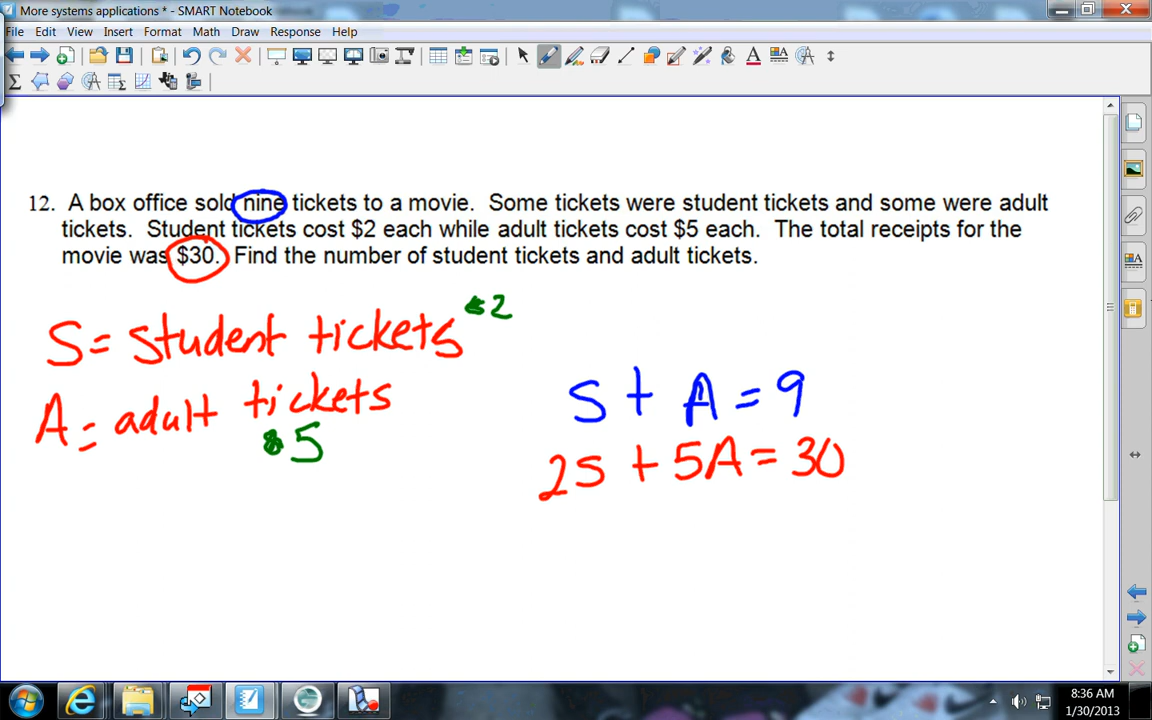 More systems applications * - SMART Notebook
File Edit View Insert Format Math Draw Response Help
12. A box office sold nine tickets to a movie. Some tickets were student tickets and some were adult
tickets. Student tickets cost $2 each while adult tickets cost $5 each. The total receipts for the
movie was $30. Find the number of student tickets and adult tickets.
S = student tickets $2
A = adult tickets
$5
S + A = 9
2S + 5A = 30
8:36 AM
1/30/2013